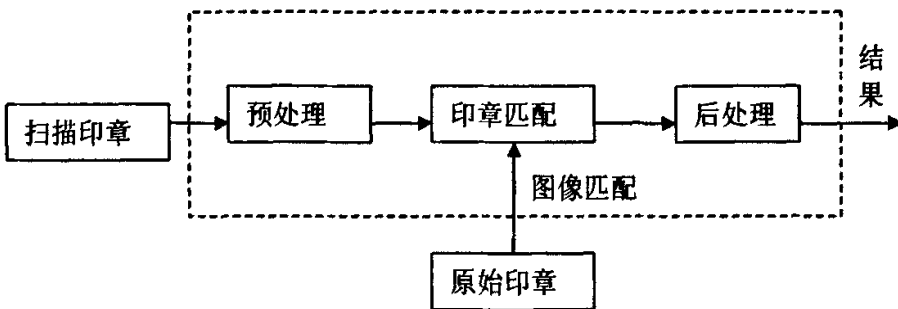 扫描印章
预处理
印章匹配
后处理
结果
图像匹配
原始印章